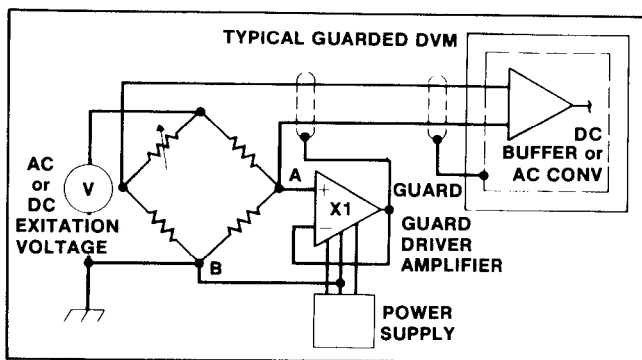 TYPICAL GUARDED DVM
AC or
DC
EXITATION
VOLTAGE
V
A
B
+
−
X1
GUARD
GUARD
DRIVER
AMPLIFIER
DC
BUFFER or
AC CONV
POWER
SUPPLY